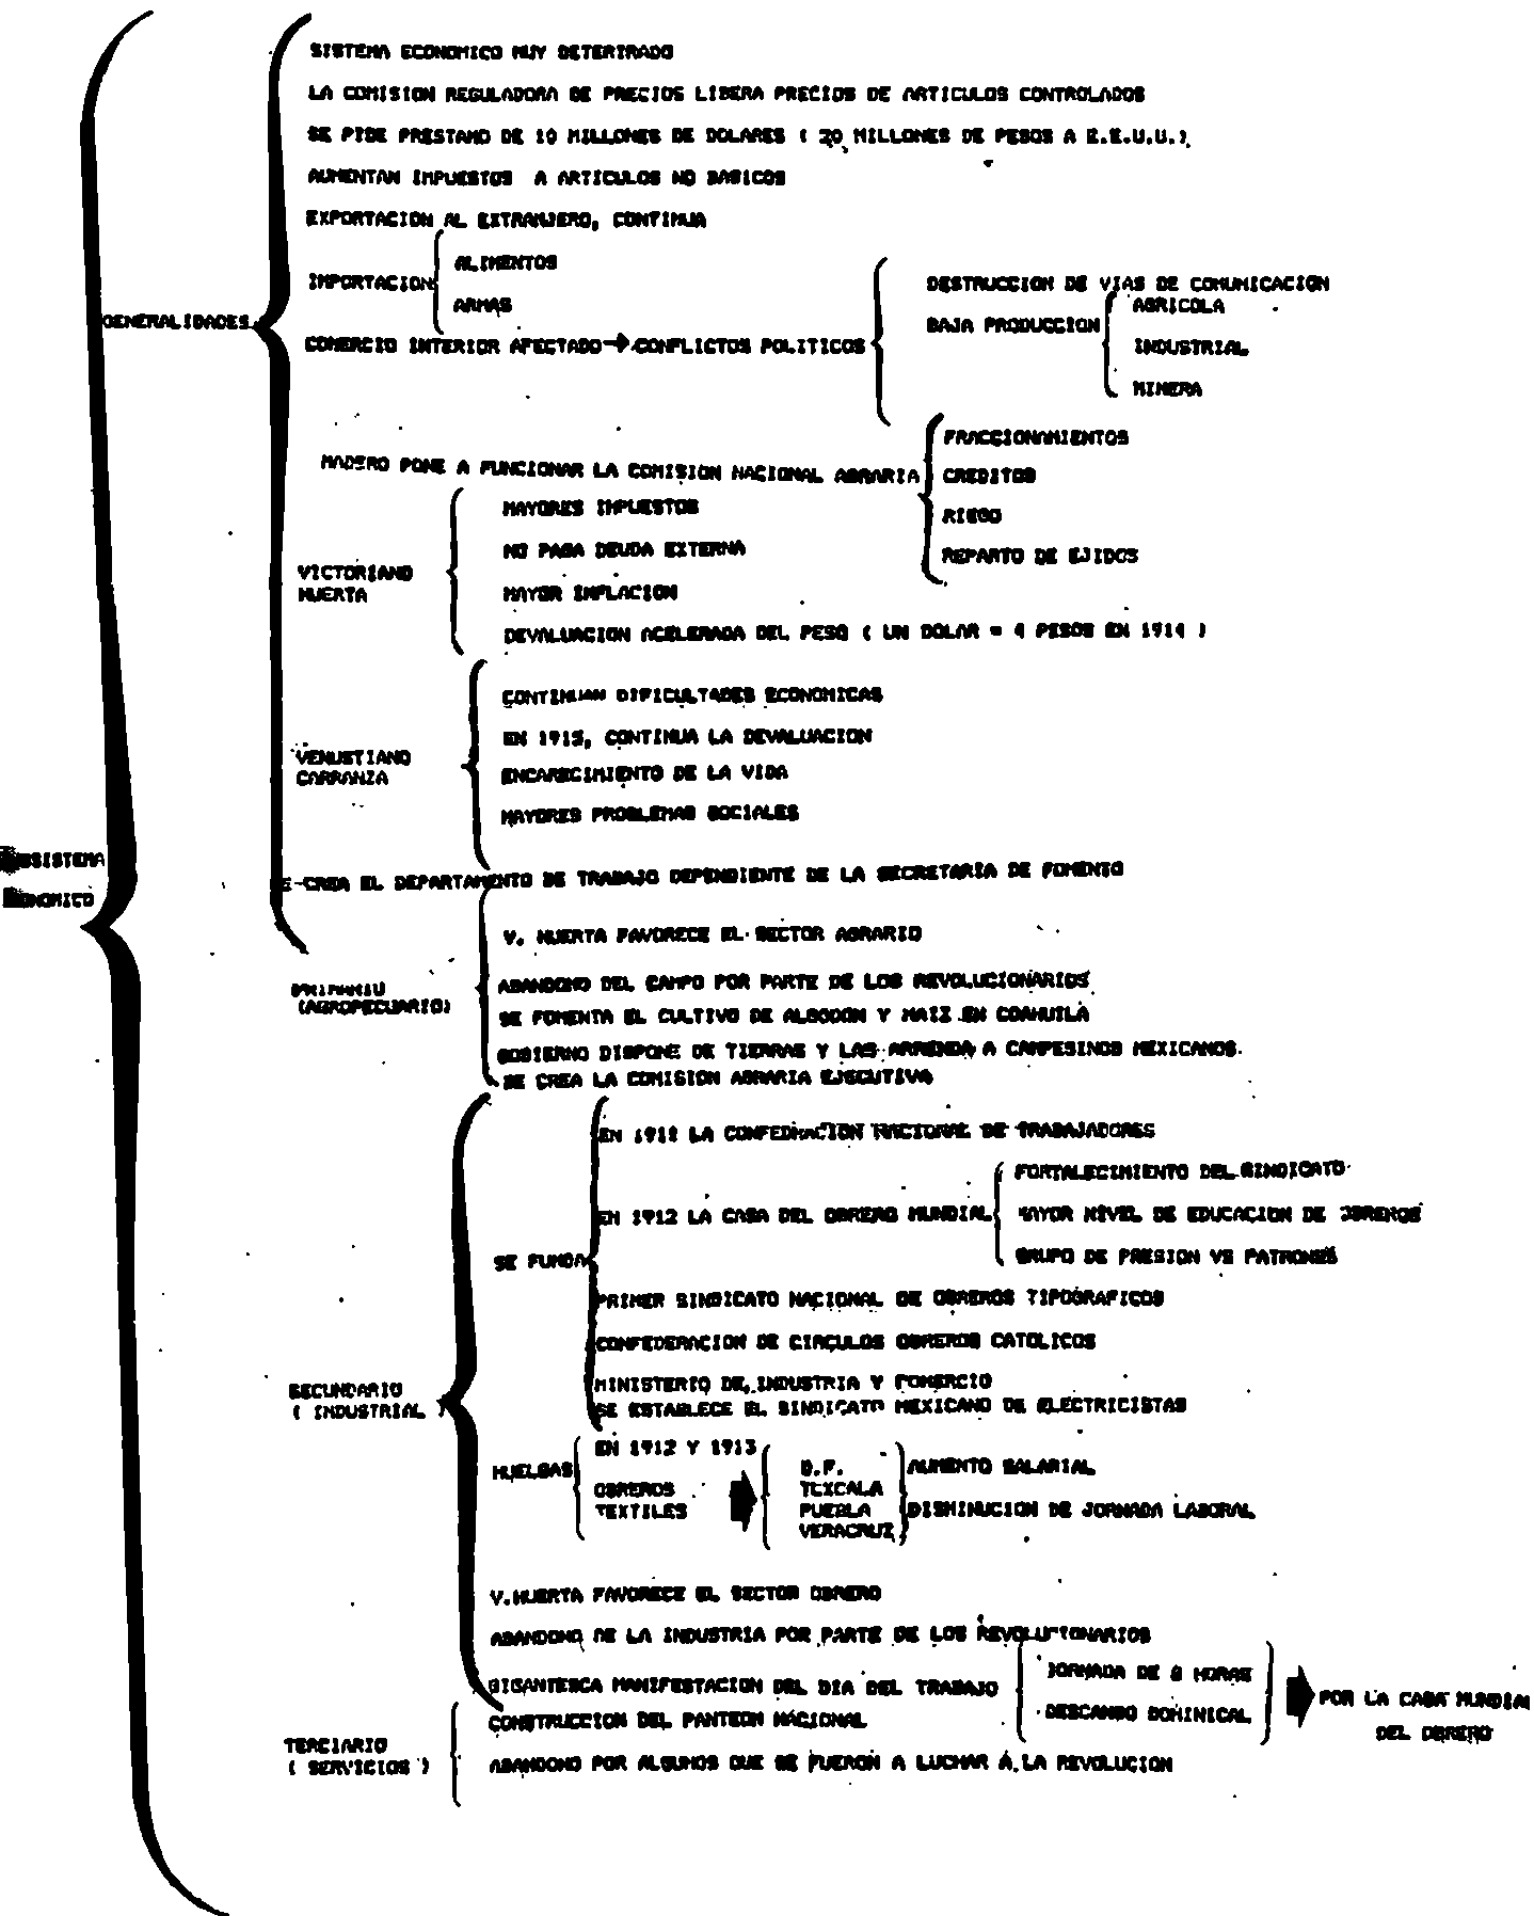 SISTEMA ECONOMICO MUY DETERIRADO
LA COMISION REGULADORA DE PRECIOS LIBERA PRECIOS DE ARTICULOS CONTROLADOS
SE PIDE PRESTAMO DE 10 MILLONES DE DOLARES ( 20 MILLONES DE PESOS A E.E.U.U.)
AUMENTAN IMPUESTOS A ARTICULOS NO BASICOS
EXPORTACION AL EXTRANJERO, CONTINUA
IMPORTACION
ALIMENTOS
ARMAS
GENERALIDADES
COMERCIO INTERIOR AFECTADO → CONFLICTOS POLITICOS
DESTRUCCION DE VIAS DE COMUNICACION
BAJA PRODUCCION
AGRICOLA
INDUSTRIAL
MINERA
MADERO PONE A FUNCIONAR LA COMISION NACIONAL AGRARIA
FRACCIONAMIENTOS
CREDITOS
RIEGO
REPARTO DE EJIDOS
VICTORIANO
HUERTA
MAYORES IMPUESTOS
NO PAGA DEUDA EXTERNA
MAYOR INFLACION
DEVALUACION ACELERADA DEL PESO ( UN DOLAR = 4 PESOS EN 1914 )
VENUSTIANO
CARRANZA
CONTINUAN DIFICULTADES ECONOMICAS
EN 1915, CONTINUA LA DEVALUACION
ENCARECIMIENTO DE LA VIDA
MAYORES PROBLEMAS SOCIALES
SUBSISTEMA
ECONOMICO
SE CREA EL DEPARTAMENTO DE TRABAJO DEPENDIENTE DE LA SECRETARIA DE FOMENTO
PRIMARIO
(AGROPECUARIO)
V. HUERTA FAVORECE EL SECTOR AGRARIO
ABANDONO DEL CAMPO POR PARTE DE LOS REVOLUCIONARIOS
SE FOMENTA EL CULTIVO DE ALGODON Y MAIZ EN COAHUILA
GOBIERNO DISPONE DE TIERRAS Y LAS ARRENDA A CAMPESINOS MEXICANOS
SE CREA LA COMISION AGRARIA EJECUTIVA
SECUNDARIO
( INDUSTRIAL )
SE FUNDA
EN 1911 LA CONFEDRACION NACIONAL DE TRABAJADORES
EN 1912 LA CASA DEL OBRERO MUNDIAL
FORTALECIMIENTO DEL SINDICATO
MAYOR NIVEL DE EDUCACION DE OBREROS
GRUPO DE PRESION VS PATRONES
PRIMER SINDICATO NACIONAL DE OBREROS TIPOGRAFICOS
CONFEDERACION DE CIRCULOS OBREROS CATOLICOS
MINISTERIO DE INDUSTRIA Y COMERCIO
SE ESTABLECE EL SINDICATO MEXICANO DE ELECTRICISTAS
HUELGAS
EN 1912 Y 1913
OBREROS
TEXTILES
D.F.
TLXCALA
PUEBLA
VERACRUZ
AUMENTO SALARIAL
DISMINUCION DE JORNADA LABORAL
V.HUERTA FAVORECE EL SECTOR OBRERO
ABANDONO DE LA INDUSTRIA POR PARTE DE LOS REVOLUCIONARIOS
GIGANTESCA MANIFESTACION DEL DIA DEL TRABAJO
JORNADA DE 8 HORAS
DESCANSO DOMINICAL
POR LA CASA MUNDIAL
DEL OBRERO
TERCIARIO
( SERVICIOS )
CONSTRUCCION DEL PANTEON NACIONAL
ABANDONO POR ALGUNOS QUE SE FUERON A LUCHAR A LA REVOLUCION